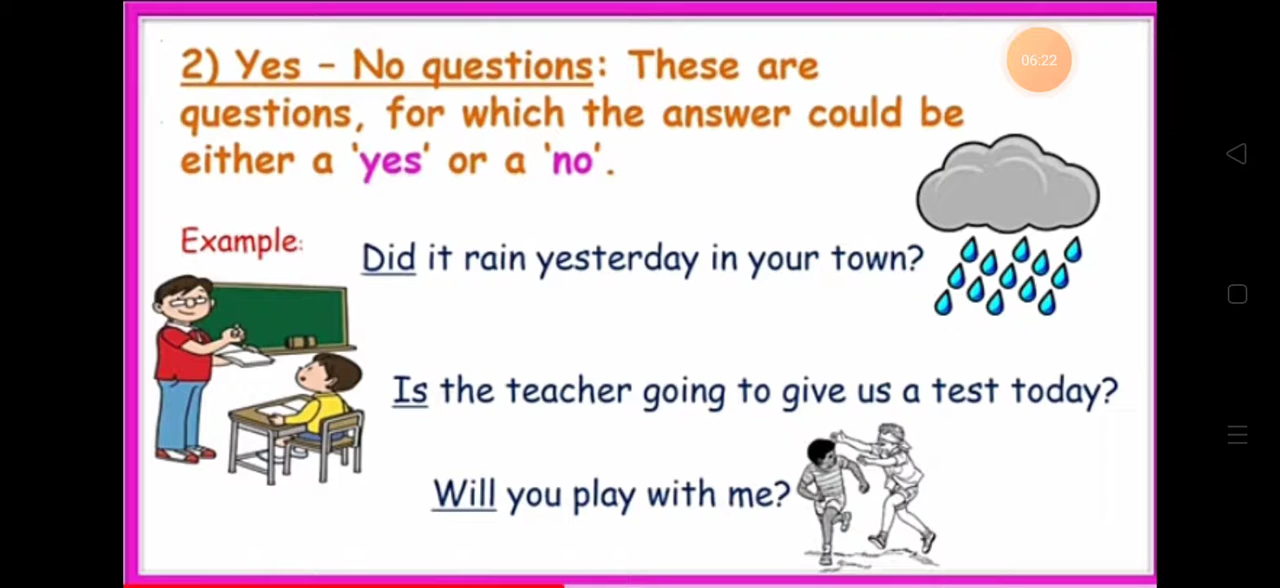 2) Yes - No questions: These are
06:22
questions, for which the answer could be
either a 'yes' or a 'no'.
Example:
Did it rain yesterday in your town?
Is the teacher going to give us a test today?
Will you play with me?